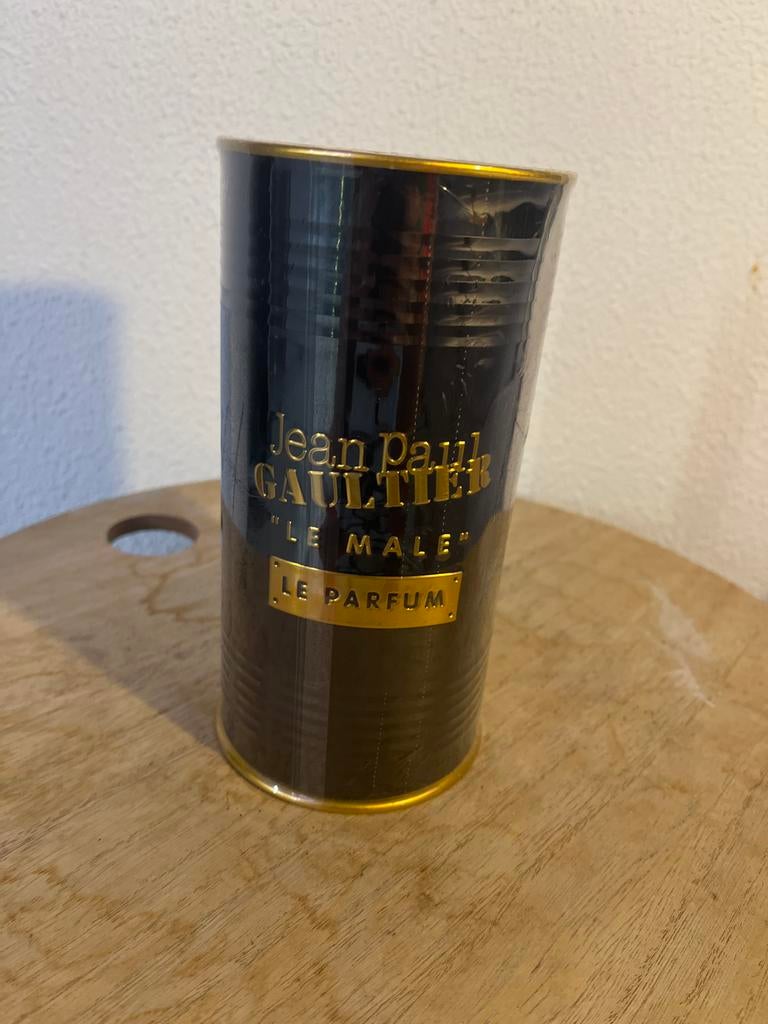 Jean Paul
GAULTIER
"LE MALE"
LE PARFUM